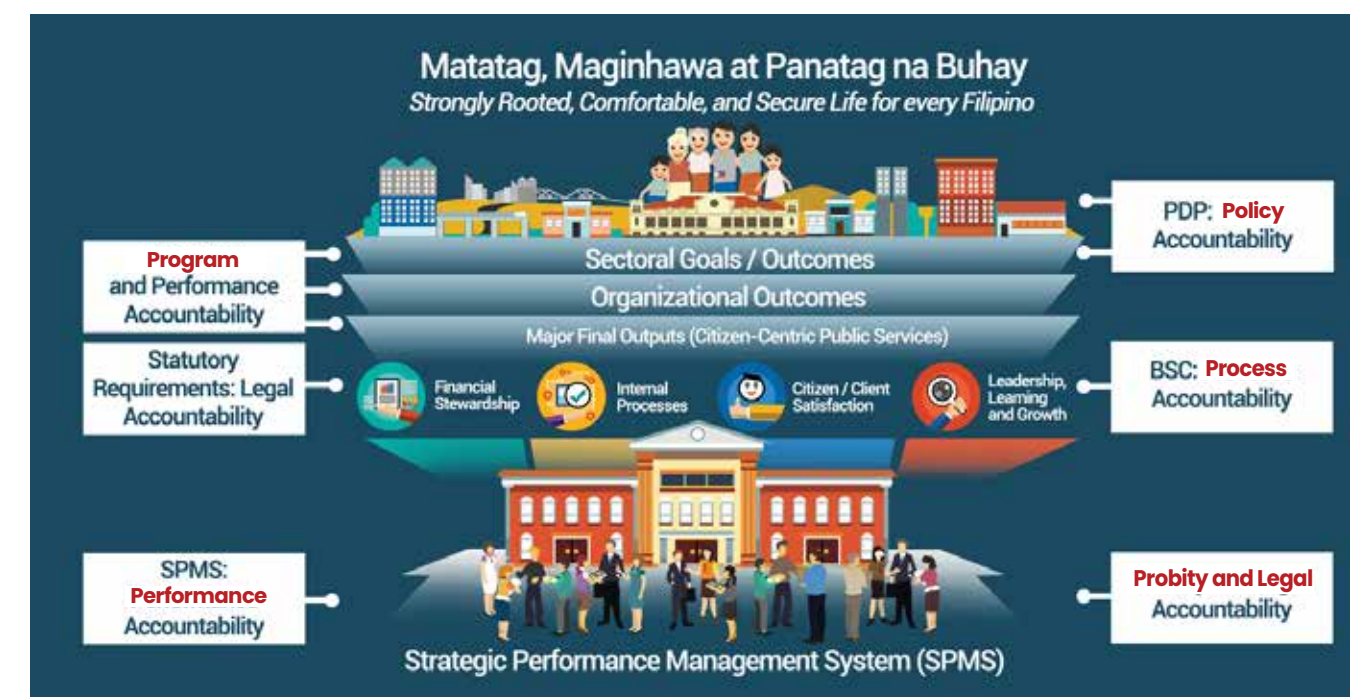 Matatag, Maginhawa at Panatag na Buhay
Strongly Rooted, Comfortable, and Secure Life for every Filipino
PDP: Policy
Accountability
Program
and Performance
Accountability
Sectoral Goals / Outcomes
Organizational Outcomes
Major Final Outputs (Citizen-Centric Public Services)
Statutory
Requirements: Legal
Accountability
Financial
Stewardship
Internal
Processes
Citizen / Client
Satisfaction
Leadership,
Learning
and Growth
BSC: Process
Accountability
SPMS:
Performance
Accountability
Probity and Legal
Accountability
Strategic Performance Management System (SPMS)